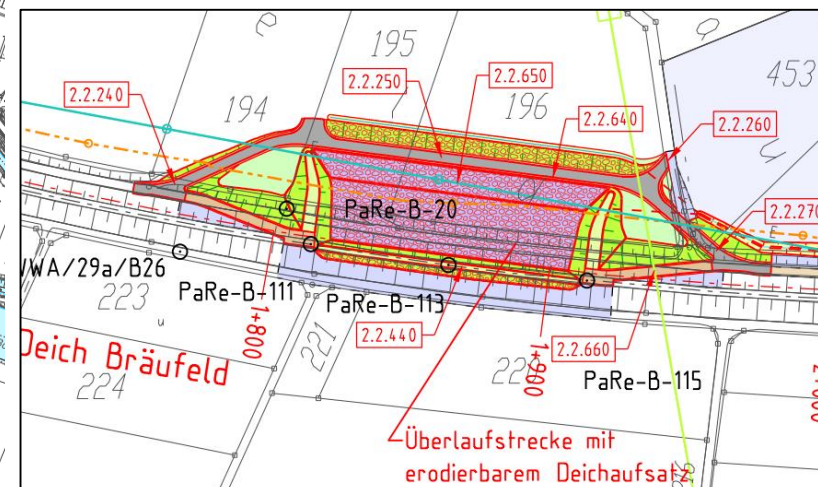 195
453
2.2.250
2.2.650
2.2.240
194
196
2.2.640
2.2.260
PaRe-B-20
2.2.270
/29a/B26
223
PaRe-B-111
PaRe-B-113
1+800
221
2.2.440
1+900
2.2.660
PaRe-B-115
Deich Bräufeld
224
u
Überlaufstrecke mit
erodierbarem Deichaufsatz